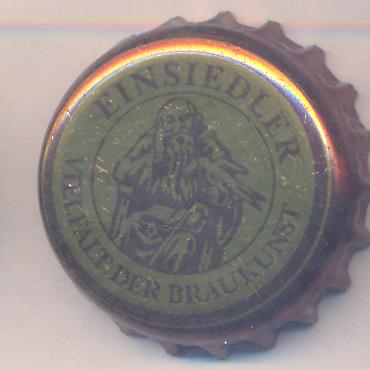 EINSIEDLER
VIELFALT DER BRAUKUNST